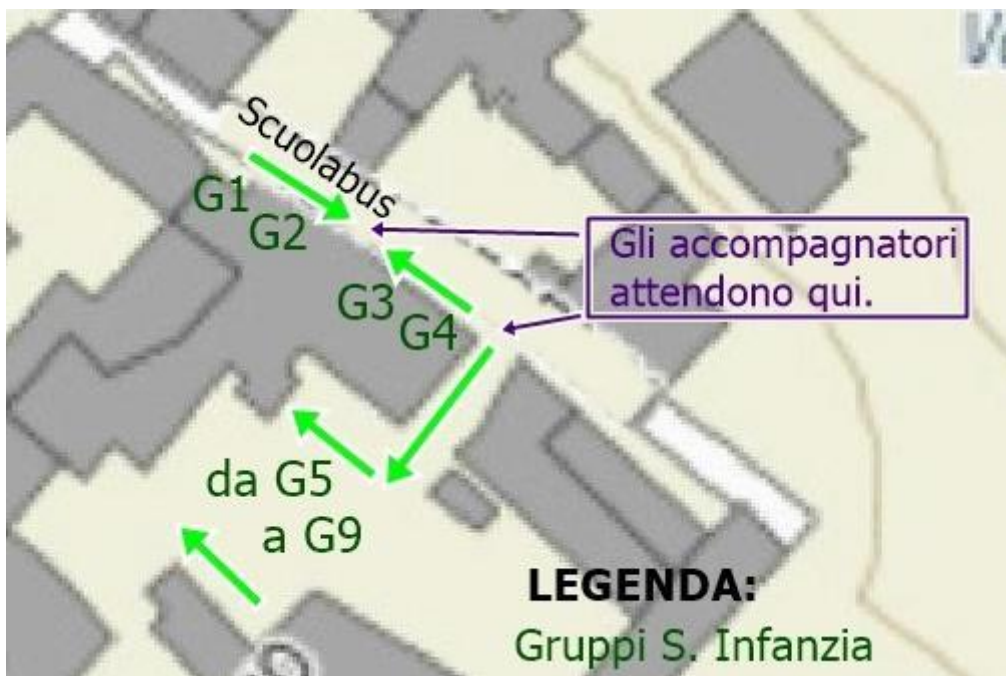 Scuolabus
G1
G2
Gli accompagnatori
attendono qui.
G3
G4
da G5
a G9
LEGENDA:
Gruppi S. Infanzia